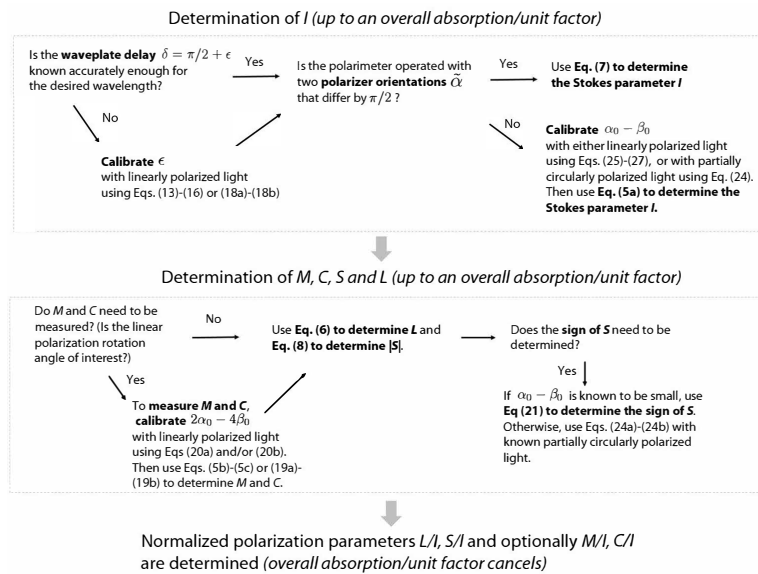 Determination of I (up to an overall absorption/unit factor)
Is the waveplate delay δ = π/2 + ϵ
known accurately enough for
the desired wavelength?
Yes
Is the polarimeter operated with
two polarizer orientations α̃
that differ by π/2 ?
Yes
Use Eq. (7) to determine
the Stokes parameter I
No
No
Calibrate ϵ
with linearly polarized light
using Eqs. (13)-(16) or (18a)-(18b)
Calibrate α₀ − β₀
with either linearly polarized light
using Eqs. (25)-(27), or with partially
circularly polarized light using Eq. (24).
Then use Eq. (5a) to determine the
Stokes parameter I.
Determination of M, C, S and L (up to an overall absorption/unit factor)
Do M and C need to be
measured? (Is the linear
polarization rotation
angle of interest?)
No
Use Eq. (6) to determine L and
Eq. (8) to determine |S|.
Does the sign of S need to be
determined?
Yes
Yes
To measure M and C,
calibrate 2α₀ − 4β₀
with linearly polarized light
using Eqs (20a) and/or (20b).
Then use Eqs. (5b)-(5c) or (19a)-
(19b) to determine M and C.
If α₀ − β₀ is known to be small, use
Eq (21) to determine the sign of S.
Otherwise, use Eqs. (24a)-(24b) with
known partially circularly polarized
light.
Normalized polarization parameters L/I, S/I and optionally M/I, C/I
are determined (overall absorption/unit factor cancels)